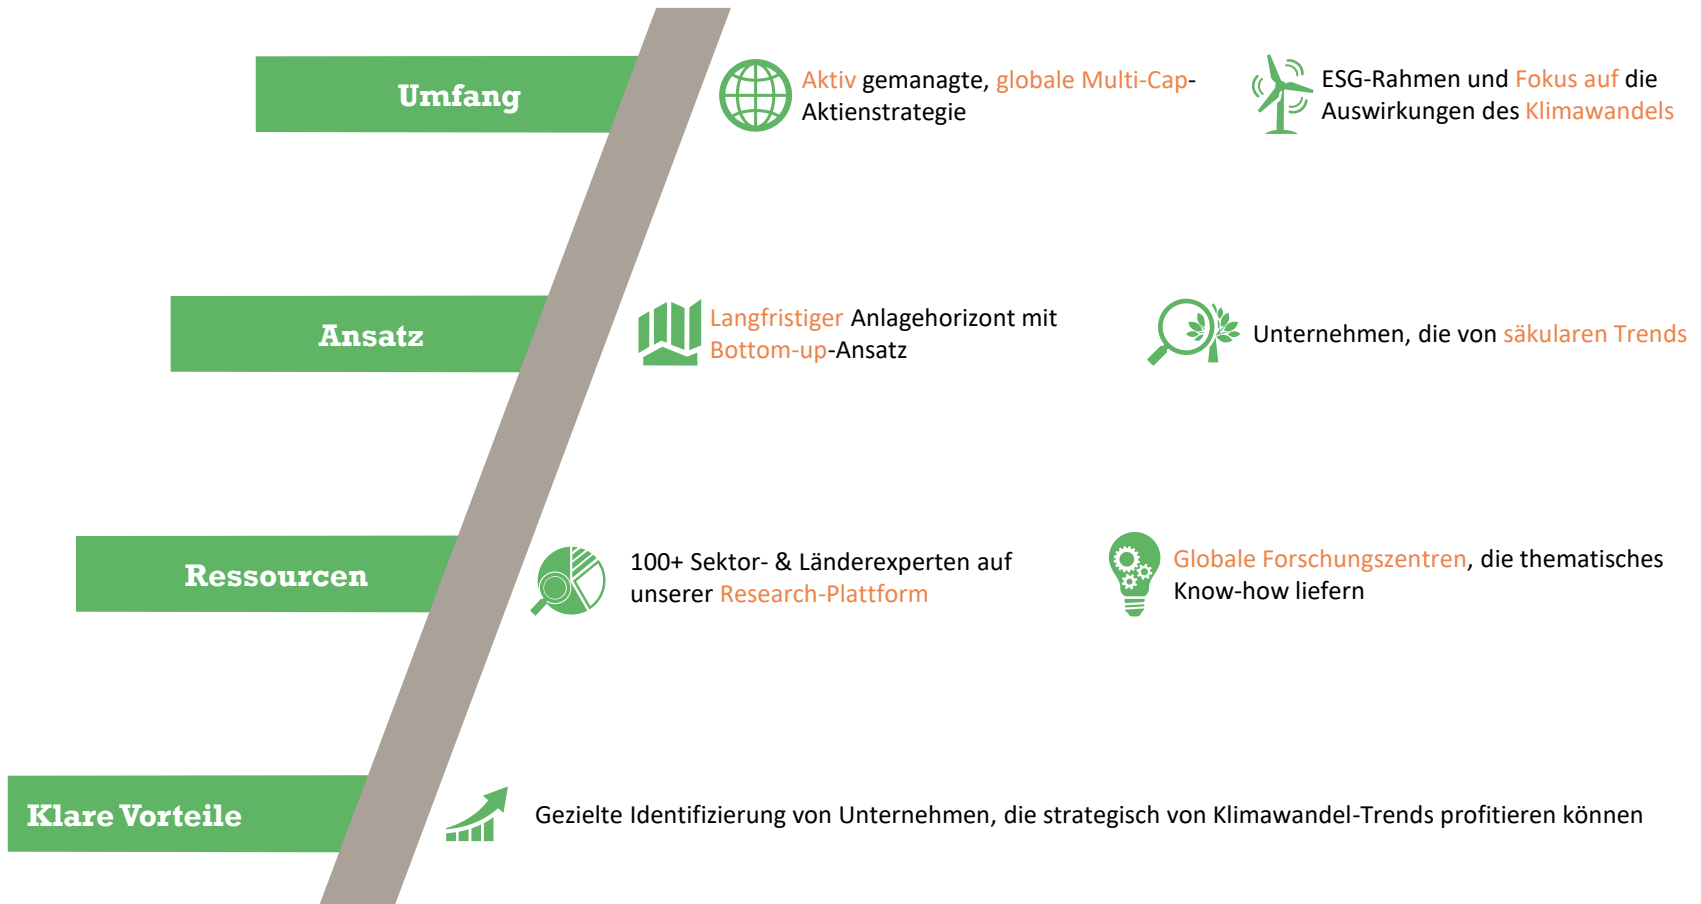 Umfang
Aktiv gemanagte, globale Multi-Cap-
Aktienstrategie
ESG-Rahmen und Fokus auf die
Auswirkungen des Klimawandels
Ansatz
Langfristiger Anlagehorizont mit
Bottom-up-Ansatz
Unternehmen, die von säkularen Trends
Ressourcen
100+ Sektor- & Länderexperten auf
unserer Research-Plattform
Globale Forschungszentren, die thematisches
Know-how liefern
Klare Vorteile
Gezielte Identifizierung von Unternehmen, die strategisch von Klimawandel-Trends profitieren können